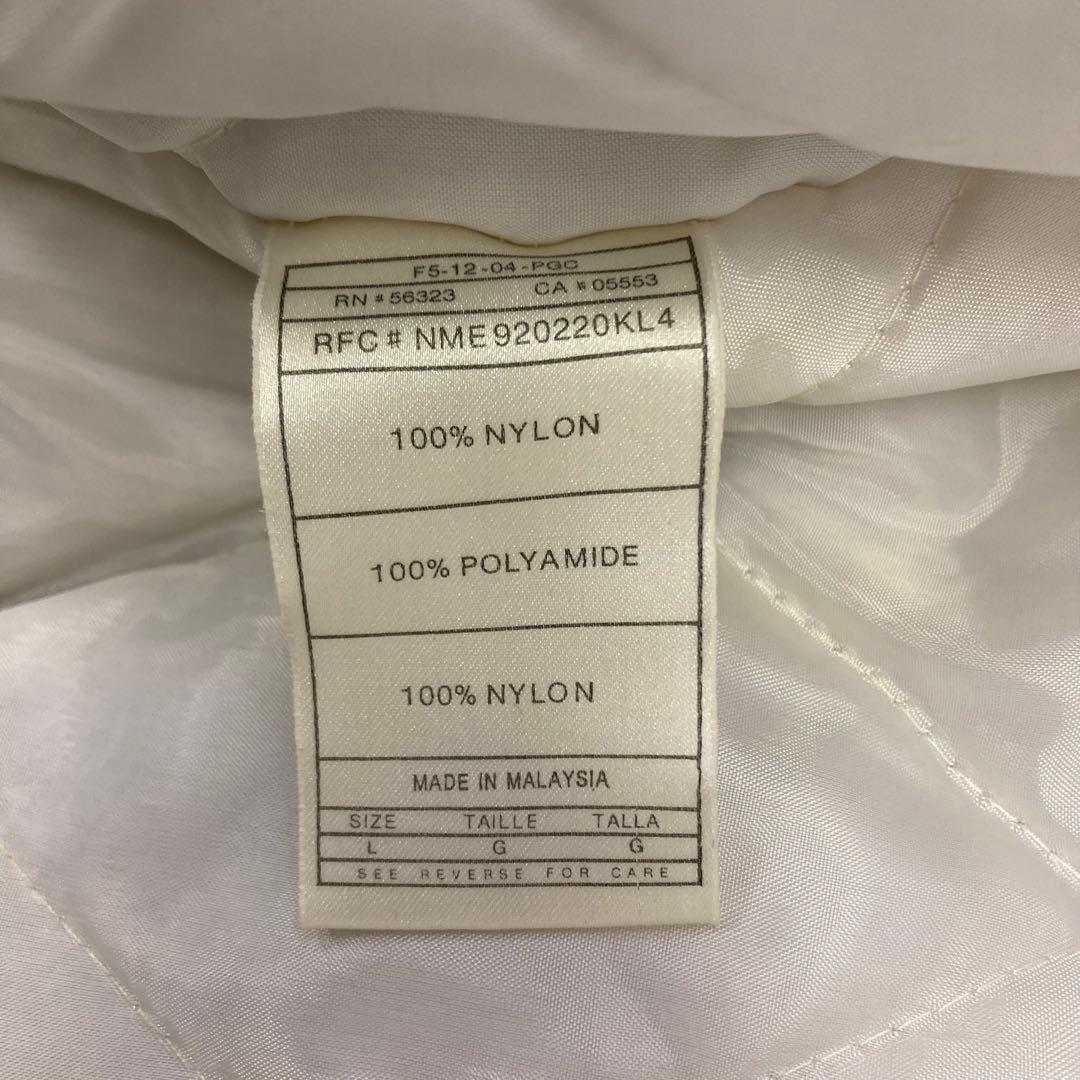 F5-12-04-PGC
RN # 56323 CA # 05553
RFC # NME920220KL4
100% NYLON
100% POLYAMIDE
100% NYLON
MADE IN MALAYSIA
SIZE TAILLE TALLA
L G G
SEE REVERSE FOR CARE